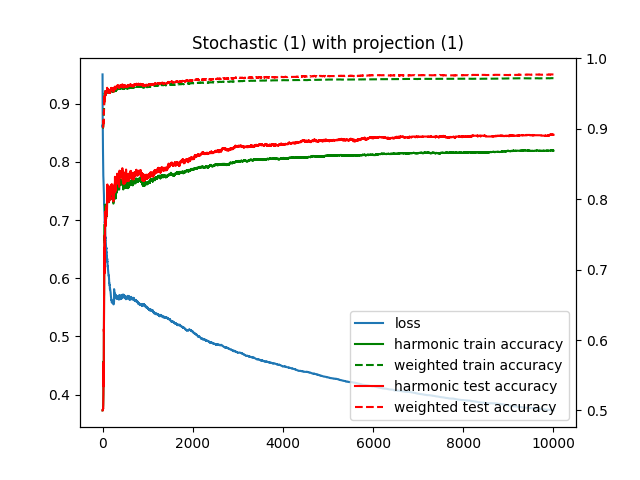 Stochastic (1) with projection (1)
1.0
0.9
0.9
0.8
0.8
0.7
0.7
0.6
0.6
0.5
0.5
0.4
loss
harmonic train accuracy
weighted train accuracy
harmonic test accuracy
weighted test accuracy
0 2000 4000 6000 8000 10000